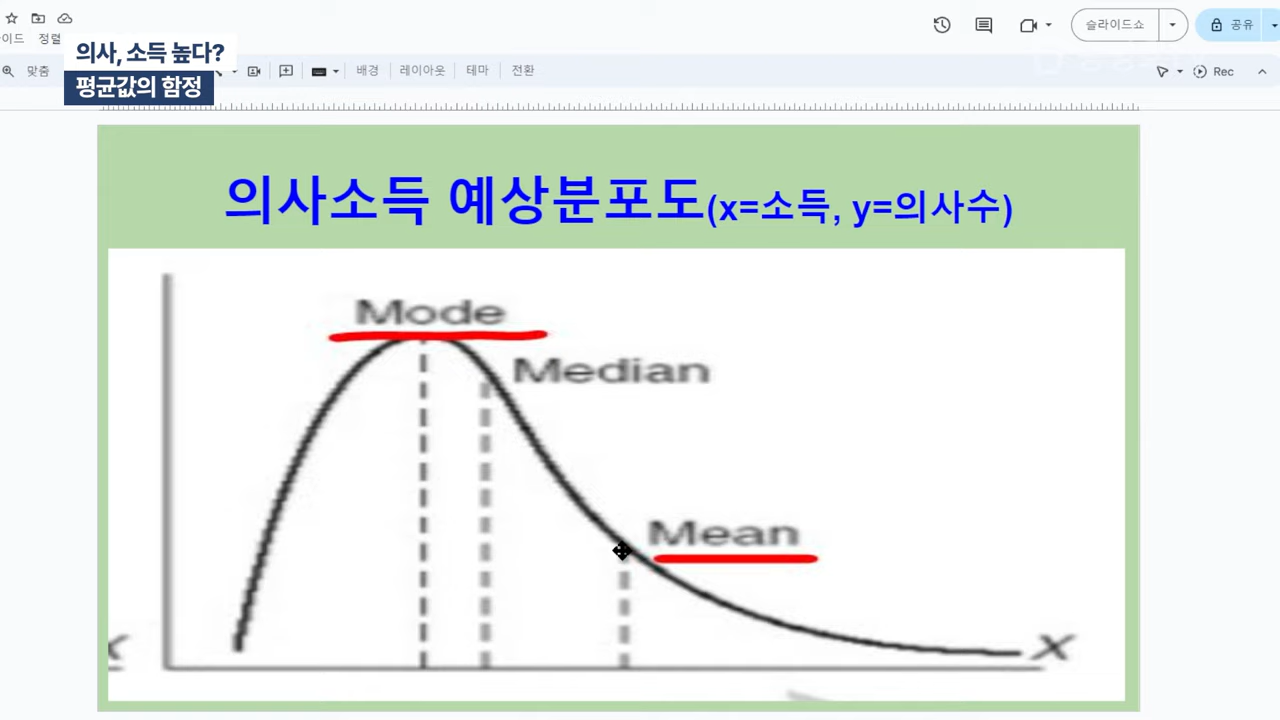 이드
정렬
의사, 소득 높다?
평균값의 함정
슬라이드쇼
공유
맞춤
배경
레이아웃
테마
전환
Rec
의사소득 예상분포도(x=소득, y=의사수)
Mode
Median
Mean
X